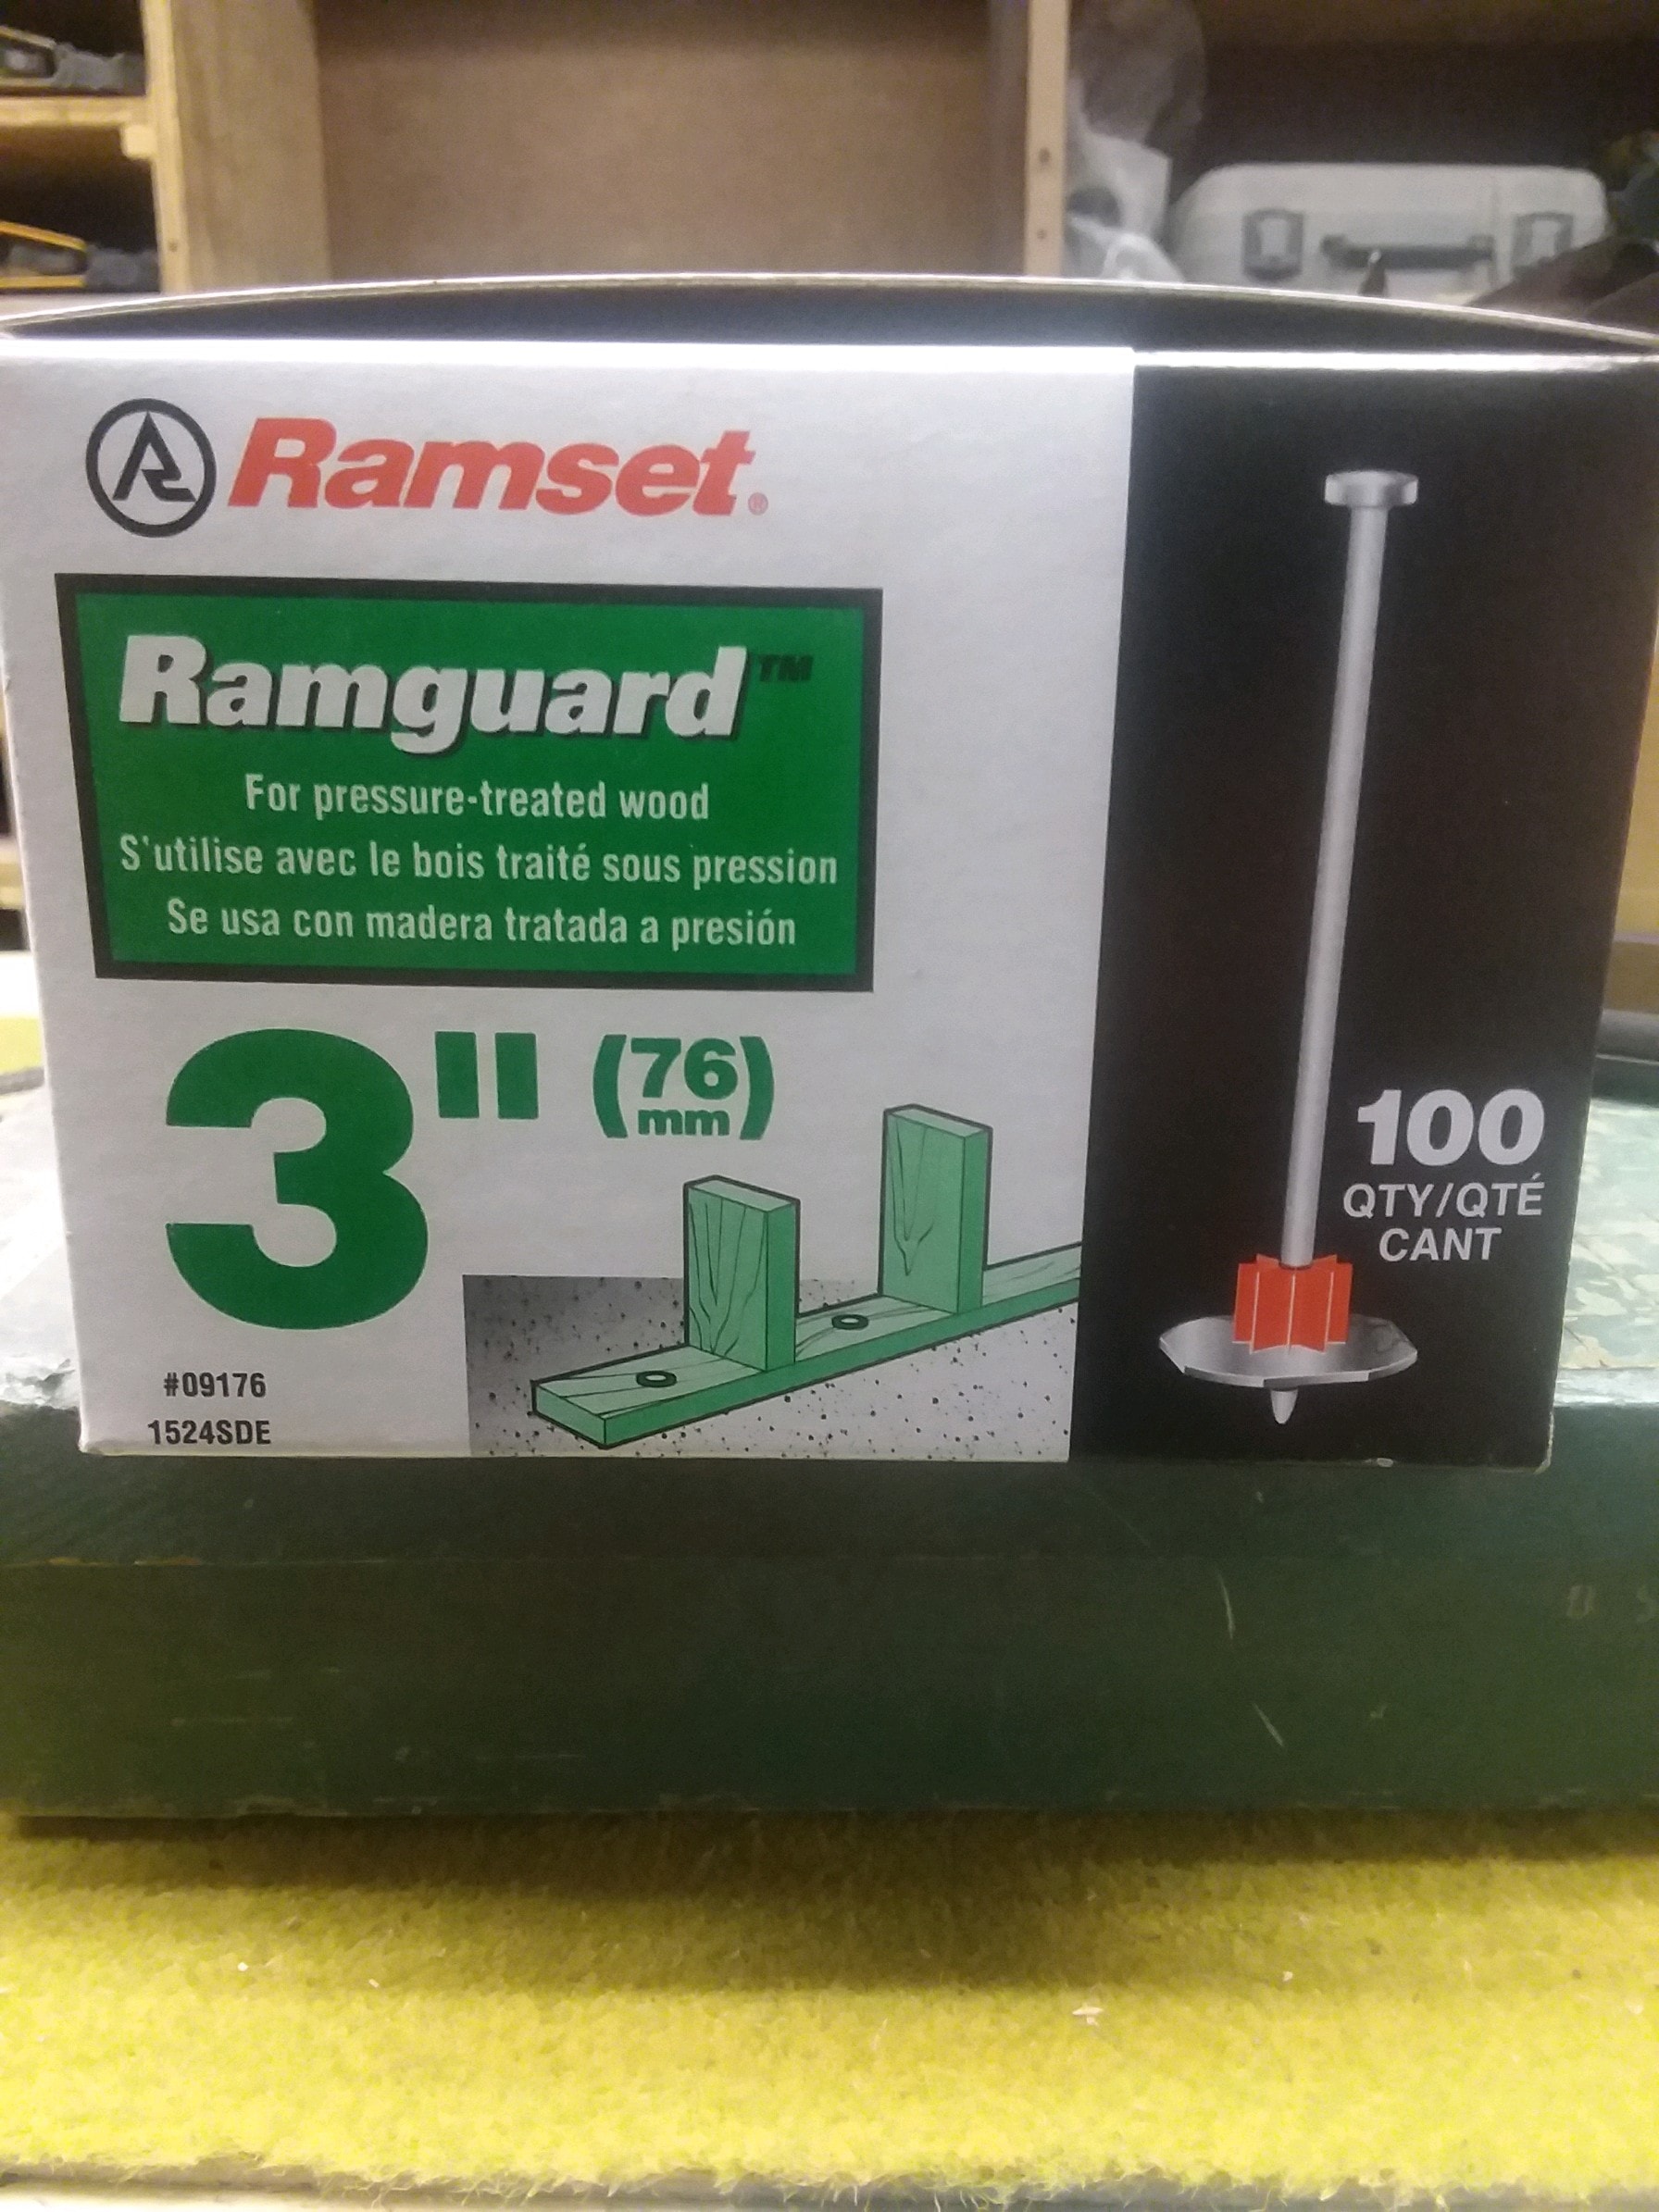 Ramset®
Ramguard™
For pressure-treated wood
S'utilise avec le bois traité sous pression
Se usa con madera tratada a presión
3" (76 mm)
#09176
1524SDE
100
QTY/QTÉ
CANT